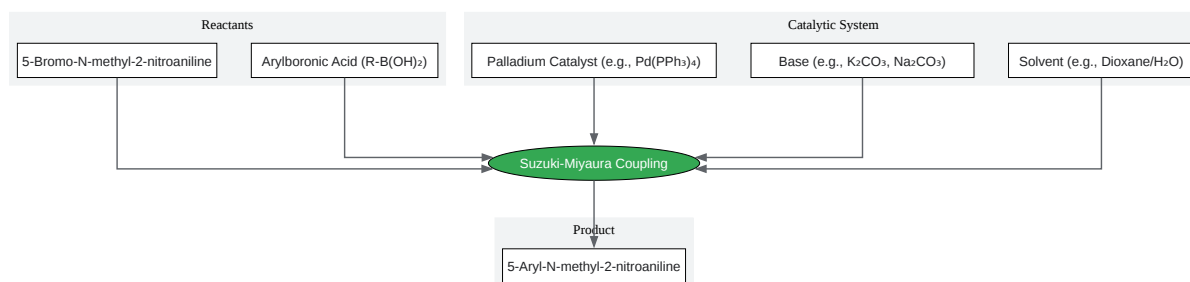 Reactants
Catalytic System
5-Bromo-N-methyl-2-nitroaniline
Arylboronic Acid (R-B(OH)₂)
Palladium Catalyst (e.g., Pd(PPh₃)₄)
Base (e.g., K₂CO₃, Na₂CO₃)
Solvent (e.g., Dioxane/H₂O)
Suzuki-Miyaura Coupling
Product
5-Aryl-N-methyl-2-nitroaniline